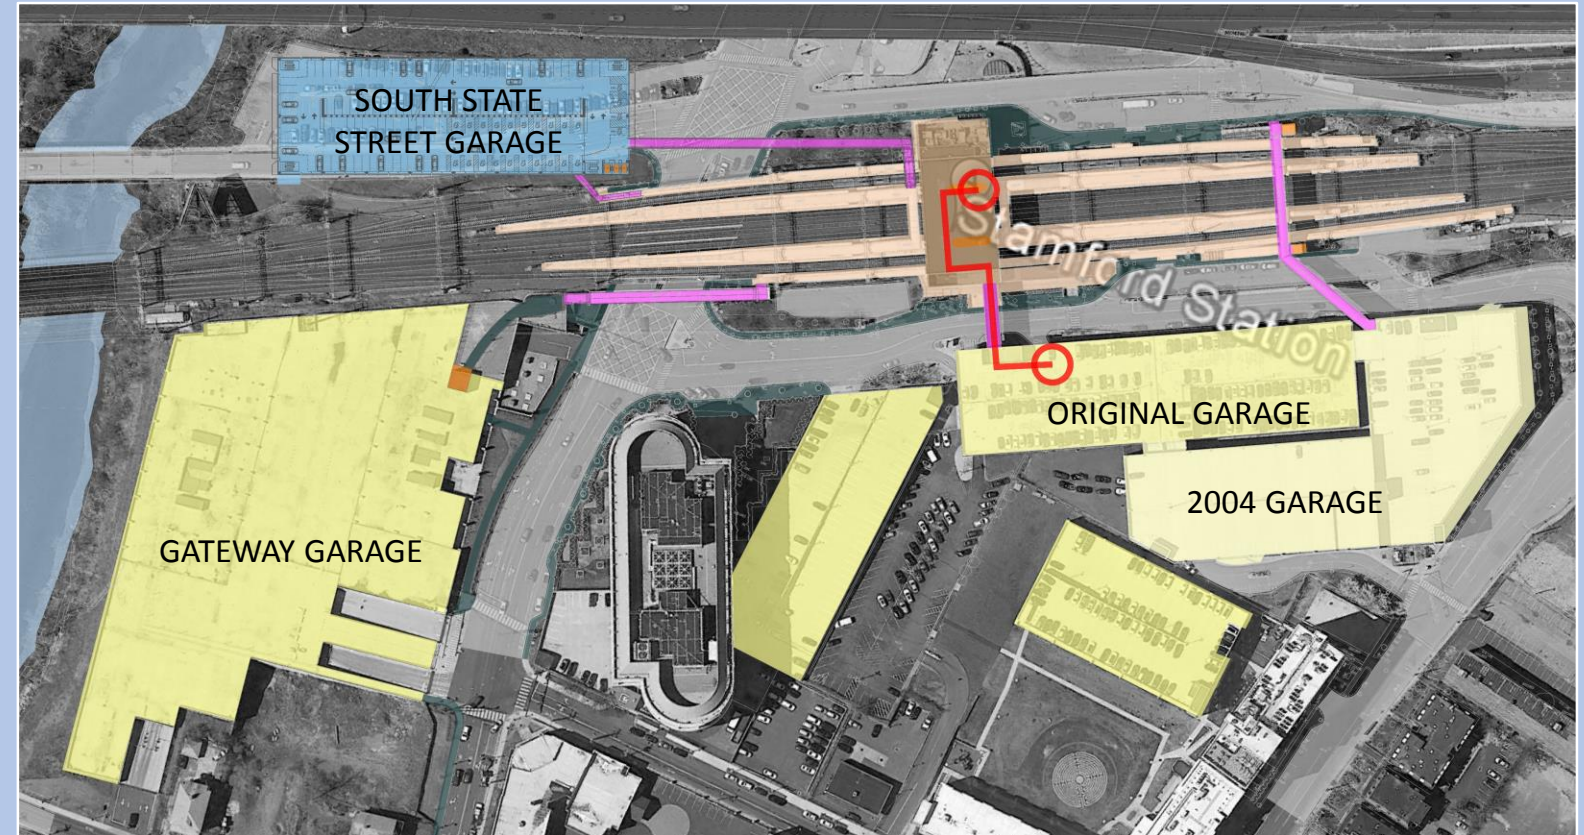 SOUTH STATE
STREET GARAGE
Stamford Station
ORIGINAL GARAGE
2004 GARAGE
GATEWAY GARAGE